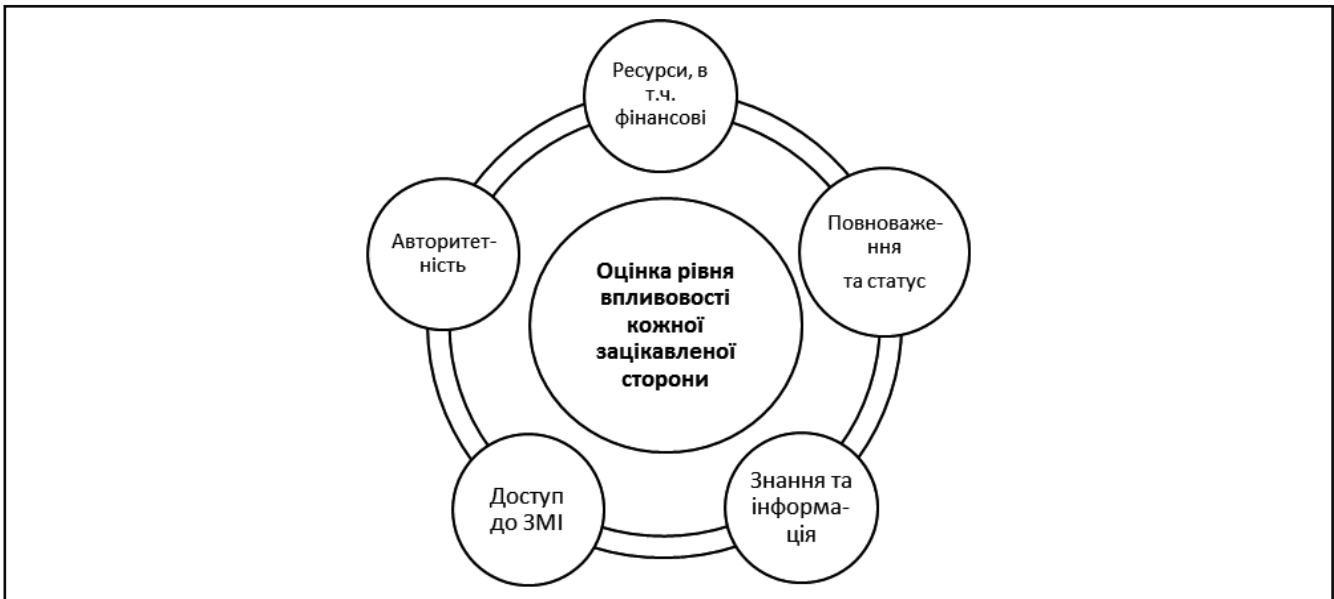 Ресурси, в
т.ч.
фінансові
Повноваже-
ння
та статус
Знання та
інформа-
ція
Доступ
до ЗМІ
Авторитет-
ність
Оцінка рівня
впливовості
кожної
зацікавленої
сторони